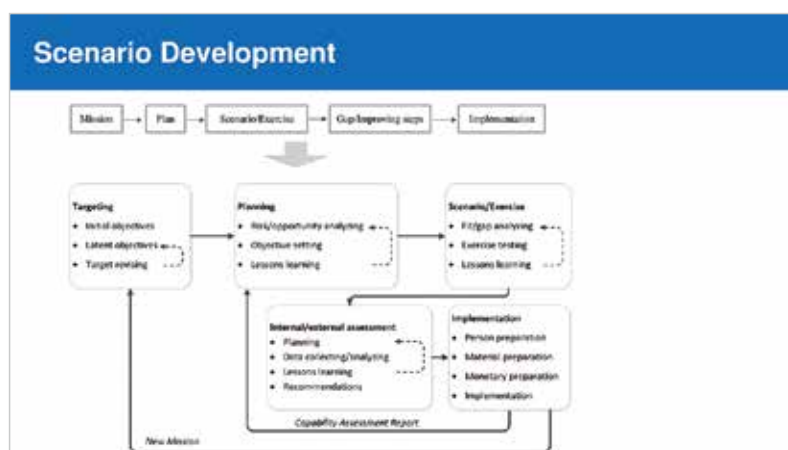 Scenario Development
Mission
Plan
Scenario/Exercise
Gap/Improving steps
Implementation
Targeting
• Initial objectives
• Latent objectives
• Target revising
Planning
• Risk/opportunity analyzing
• Objective setting
• Lessons learning
Scenario/Exercise
• Fit/gap analyzing
• Exercise testing
• Lessons learning
Internal/external assessment
• Planning
• Data collecting/analyzing
• Lessons learning
• Recommendations
Implementation
• Person preparation
• Material preparation
• Monetary preparation
• Implementation
Capability Assessment Report
New Mission